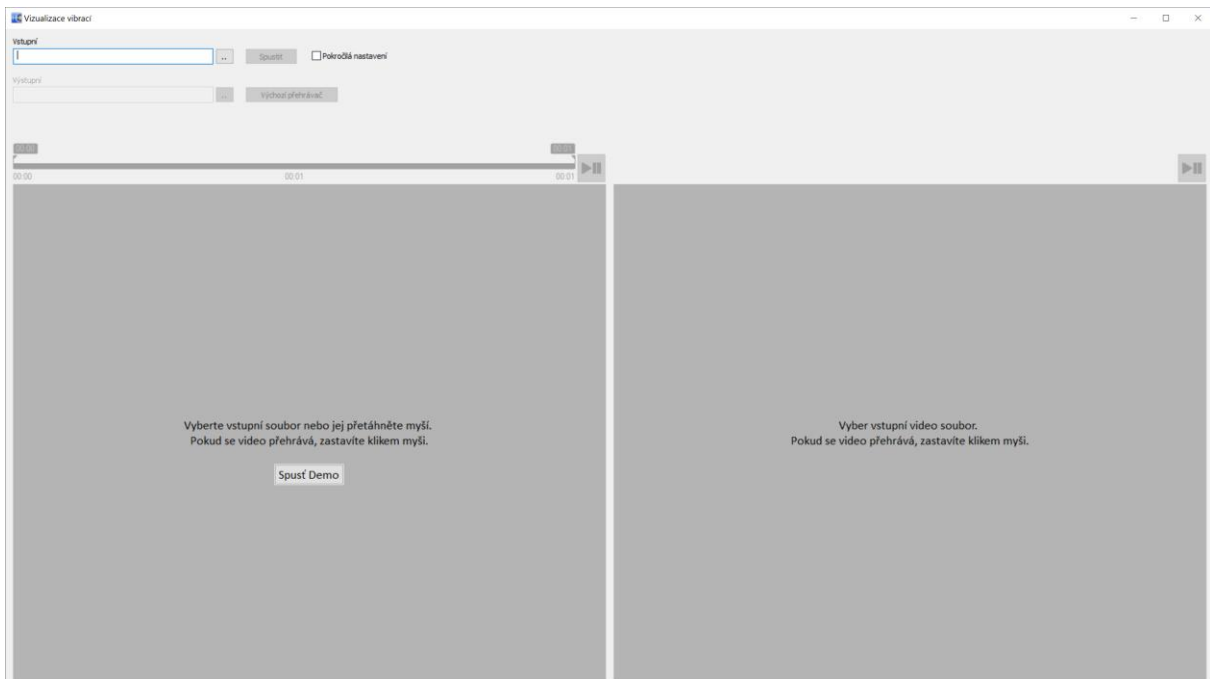 Vizualizace vibrací
Vstupní
.. Spustit Pokročilá nastavení
Výstupní
... Výchozí přehrávač
00:00 00:01
00:00 00:01 00:01
Vyberte vstupní soubor nebo jej přetáhněte myší.
Pokud se video přehrává, zastavíte klikem myši.
Spusť Demo
Vyber vstupní video soubor.
Pokud se video přehrává, zastavíte klikem myši.